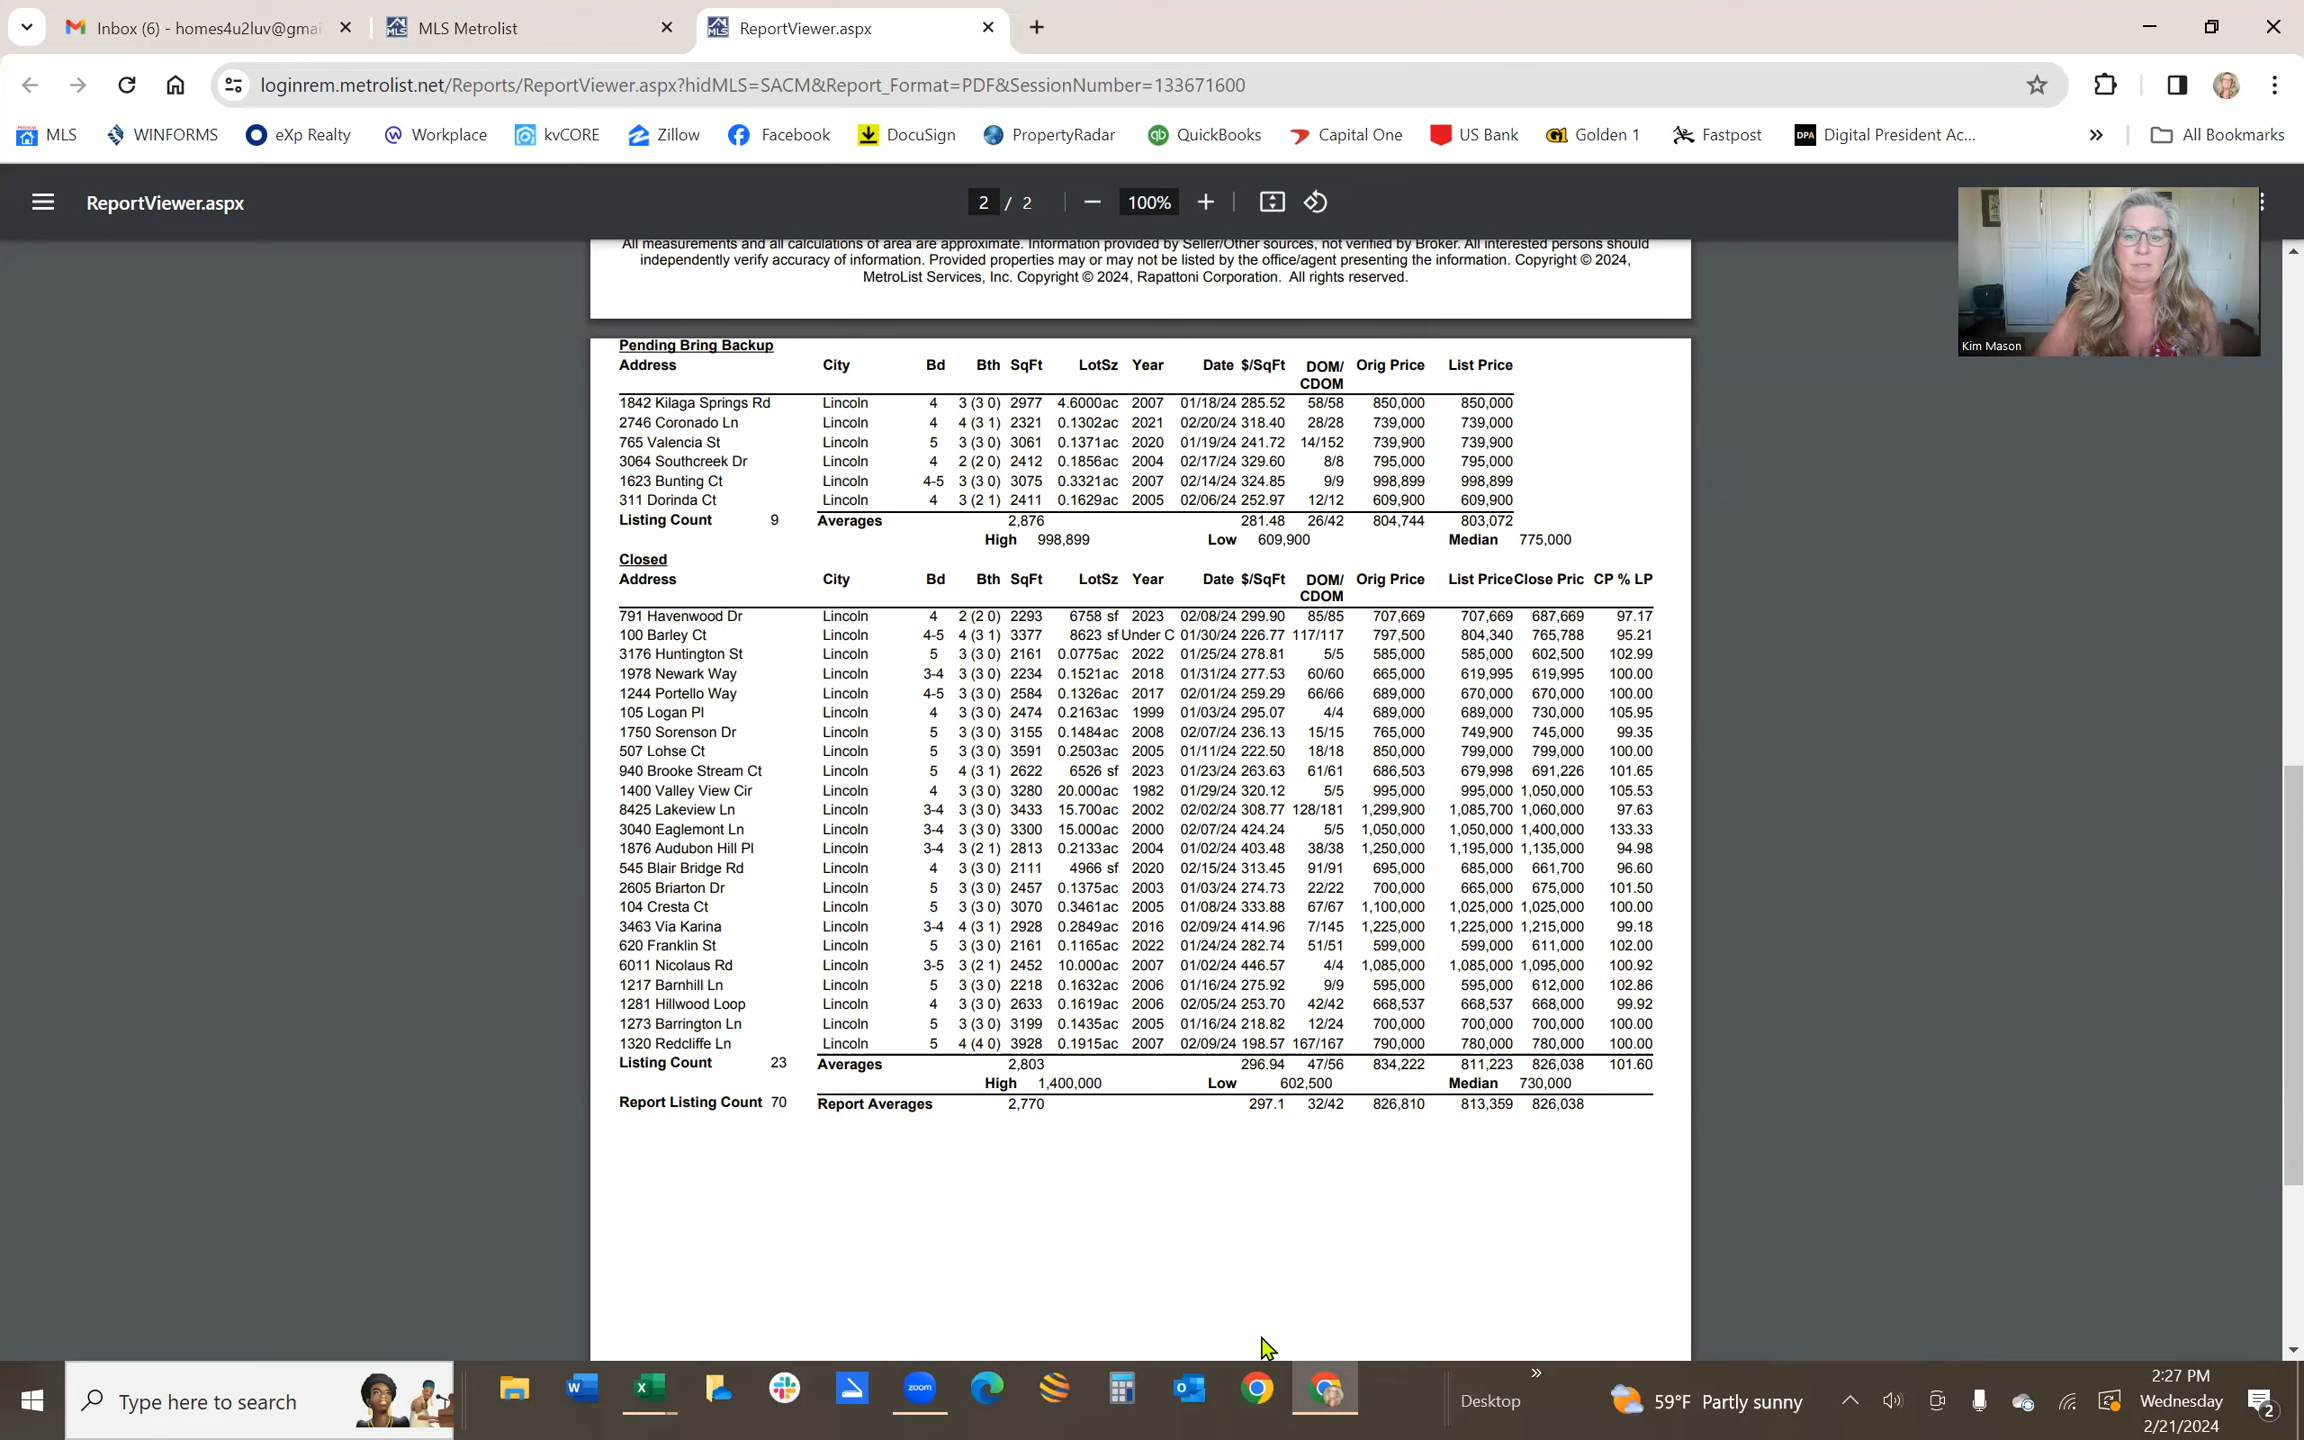 Inbox (6) - homes4u2luv@gmai
MLS Metrolist
ReportViewer.aspx
loginrem.metrolist.net/Reports/ReportViewer.aspx?hidMLS=SACM&Report_Format=PDF&SessionNumber=133671600
MLS WINFORMS eXp Realty Workplace kvCORE Zillow Facebook DocuSign PropertyRadar QuickBooks Capital One US Bank Golden 1 Fastpost Digital President Ac... » All Bookmarks
ReportViewer.aspx 2 / 2 100%
Kim Mason
All measurements and all calculations of area are approximate. Information provided by Seller/Other sources, not verified by Broker. All interested persons should
independently verify accuracy of information. Provided properties may or may not be listed by the office/agent presenting the information. Copyright © 2024,
MetroList Services, Inc. Copyright © 2024, Rapattoni Corporation. All rights reserved.
Pending Bring Backup
Address City Bd Bth SqFt LotSz Year Date $/SqFt DOM/ Orig Price List Price
CDOM
1842 Kilaga Springs Rd Lincoln 4 3 (3 0) 2977 4.6000ac 2007 01/18/24 285.52 58/58 850,000 850,000
2746 Coronado Ln Lincoln 4 4 (3 1) 2321 0.1302ac 2021 02/20/24 318.40 28/28 739,000 739,000
765 Valencia St Lincoln 5 3 (3 0) 3061 0.1371ac 2020 01/19/24 241.72 14/152 739,900 739,900
3064 Southcreek Dr Lincoln 4 2 (2 0) 2412 0.1856ac 2004 02/17/24 329.60 8/8 795,000 795,000
1623 Bunting Ct Lincoln 4-5 3 (3 0) 3075 0.3321ac 2007 02/14/24 324.85 9/9 998,899 998,899
311 Dorinda Ct Lincoln 4 3 (2 1) 2411 0.1629ac 2005 02/06/24 252.97 12/12 609,900 609,900
Listing Count 9 Averages 2,876 281.48 26/42 804,744 803,072
High 998,899 Low 609,900 Median 775,000
Closed
Address City Bd Bth SqFt LotSz Year Date $/SqFt DOM/ Orig Price List Price Close Pric CP % LP
CDOM
791 Havenwood Dr Lincoln 4 2 (2 0) 2293 6758 sf 2023 02/08/24 299.90 85/85 707,669 707,669 687,669 97.17
100 Barley Ct Lincoln 4-5 4 (3 1) 3377 8623 sf Under C 01/30/24 226.77 117/117 797,500 804,340 765,788 95.21
3176 Huntington St Lincoln 5 3 (3 0) 2161 0.0775ac 2022 01/25/24 278.81 5/5 585,000 585,000 602,500 102.99
1978 Newark Way Lincoln 3-4 3 (3 0) 2234 0.1521ac 2018 01/31/24 277.53 60/60 665,000 619,995 619,995 100.00
1244 Portello Way Lincoln 4-5 3 (3 0) 2584 0.1326ac 2017 02/01/24 259.29 66/66 689,000 670,000 670,000 100.00
105 Logan Pl Lincoln 4 3 (3 0) 2474 0.2163ac 1999 01/03/24 295.07 4/4 689,000 689,000 730,000 105.95
1750 Sorenson Dr Lincoln 5 3 (3 0) 3155 0.1484ac 2008 02/07/24 236.13 15/15 765,000 749,900 745,000 99.35
507 Lohse Ct Lincoln 5 3 (3 0) 3591 0.2503ac 2005 01/11/24 222.50 18/18 850,000 799,000 799,000 100.00
940 Brooke Stream Ct Lincoln 5 4 (3 1) 2622 6526 sf 2023 01/23/24 263.63 61/61 686,503 679,998 691,226 101.65
1400 Valley View Cir Lincoln 4 3 (3 0) 3280 20.000ac 1982 01/29/24 320.12 5/5 995,000 995,000 1,050,000 105.53
8425 Lakeview Ln Lincoln 3-4 3 (3 0) 3433 15.700ac 2002 02/02/24 308.77 128/181 1,299,900 1,085,700 1,060,000 97.63
3040 Eaglemont Ln Lincoln 3-4 3 (3 0) 3300 15.000ac 2000 02/07/24 424.24 5/5 1,050,000 1,050,000 1,400,000 133.33
1876 Audubon Hill Pl Lincoln 3-4 3 (2 1) 2813 0.2133ac 2004 01/02/24 403.48 38/38 1,250,000 1,195,000 1,135,000 94.98
545 Blair Bridge Rd Lincoln 4 3 (3 0) 2111 4966 sf 2020 02/15/24 313.45 91/91 695,000 685,000 661,700 96.60
2605 Briarton Dr Lincoln 5 3 (3 0) 2457 0.1375ac 2003 01/03/24 274.73 22/22 700,000 665,000 675,000 101.50
104 Cresta Ct Lincoln 5 3 (3 0) 3070 0.3461ac 2005 01/08/24 333.88 67/67 1,100,000 1,025,000 1,025,000 100.00
3463 Via Karina Lincoln 3-4 4 (3 1) 2928 0.2849ac 2016 02/09/24 414.96 7/145 1,225,000 1,225,000 1,215,000 99.18
620 Franklin St Lincoln 5 3 (3 0) 2161 0.1165ac 2022 01/24/24 282.74 51/51 599,000 599,000 611,000 102.00
6011 Nicolaus Rd Lincoln 3-5 3 (2 1) 2452 10.000ac 2007 01/02/24 446.57 4/4 1,085,000 1,085,000 1,095,000 100.92
1217 Barnhill Ln Lincoln 5 3 (3 0) 2218 0.1632ac 2006 01/16/24 275.92 9/9 595,000 595,000 612,000 102.86
1281 Hillwood Loop Lincoln 4 3 (3 0) 2633 0.1619ac 2006 02/05/24 253.70 42/42 668,537 668,537 668,000 99.92
1273 Barrington Ln Lincoln 5 3 (3 0) 3199 0.1435ac 2005 01/16/24 218.82 12/24 700,000 700,000 700,000 100.00
1320 Redcliffe Ln Lincoln 5 4 (4 0) 3928 0.1915ac 2007 02/09/24 198.57 167/167 790,000 780,000 780,000 100.00
Listing Count 23 Averages 2,803 296.94 47/56 834,222 811,223 826,038 101.60
High 1,400,000 Low 602,500 Median 730,000
Report Listing Count 70 Report Averages 2,770 297.1 32/42 826,810 813,359 826,038
Type here to search
zoom
Desktop
59°F Partly sunny
2:27 PM
Wednesday
2/21/2024
2